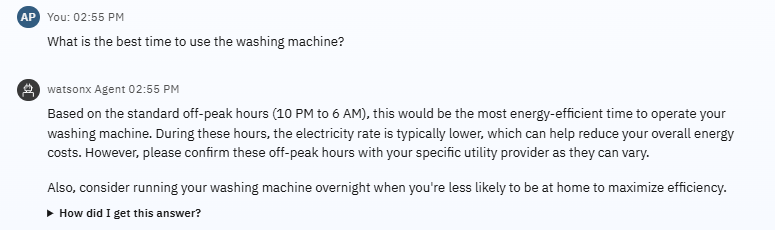 AP You: 02:55 PM
What is the best time to use the washing machine?
watsonx Agent 02:55 PM
Based on the standard off-peak hours (10 PM to 6 AM), this would be the most energy-efficient time to operate your
washing machine. During these hours, the electricity rate is typically lower, which can help reduce your overall energy
costs. However, please confirm these off-peak hours with your specific utility provider as they can vary.
Also, consider running your washing machine overnight when you're less likely to be at home to maximize efficiency.
How did I get this answer?